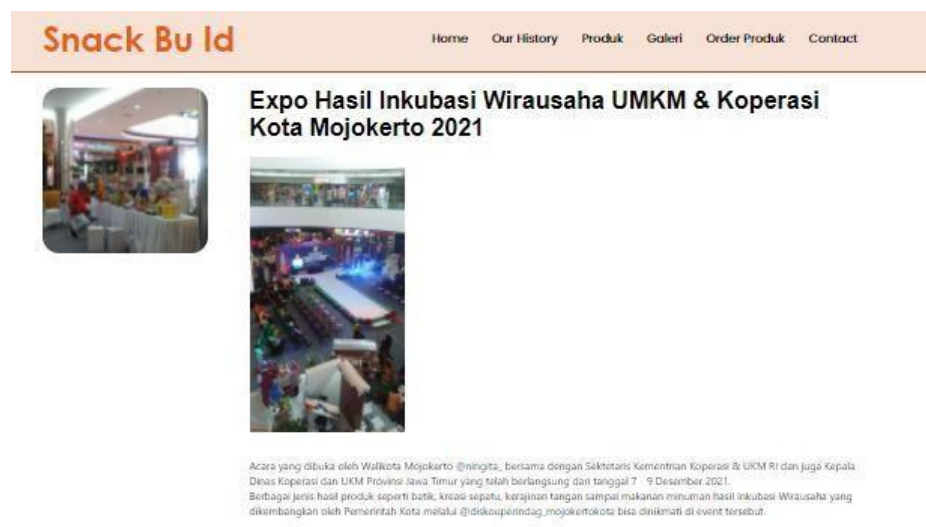 Snack Bu Id
Home Our History Produk Galeri Order Produk Contact
Expo Hasil Inkubasi Wirausaha UMKM & Koperasi
Kota Mojokerto 2021
Acara yang dibuka oleh Walikota Mojokerto @ningita_ bersama dengan Sektetaris Kementrian Koperasi & UKM RI dan juga Kepala
Dinas Koperasi dan UKM Provinsi Jawa Timur yang telah berlangsung dari tanggal 7 - 9 Desember 2021.
Berbagai jenis hasil produk seperti batik, kreasi sepatu, kerajinan tangan sampai makanan minuman hasil Inkubasi Wirausaha yang
dikembangkan oleh Pemerintah Kota melalui @diskouperindag_mojokertokota bisa dinikmati di event tersebut.